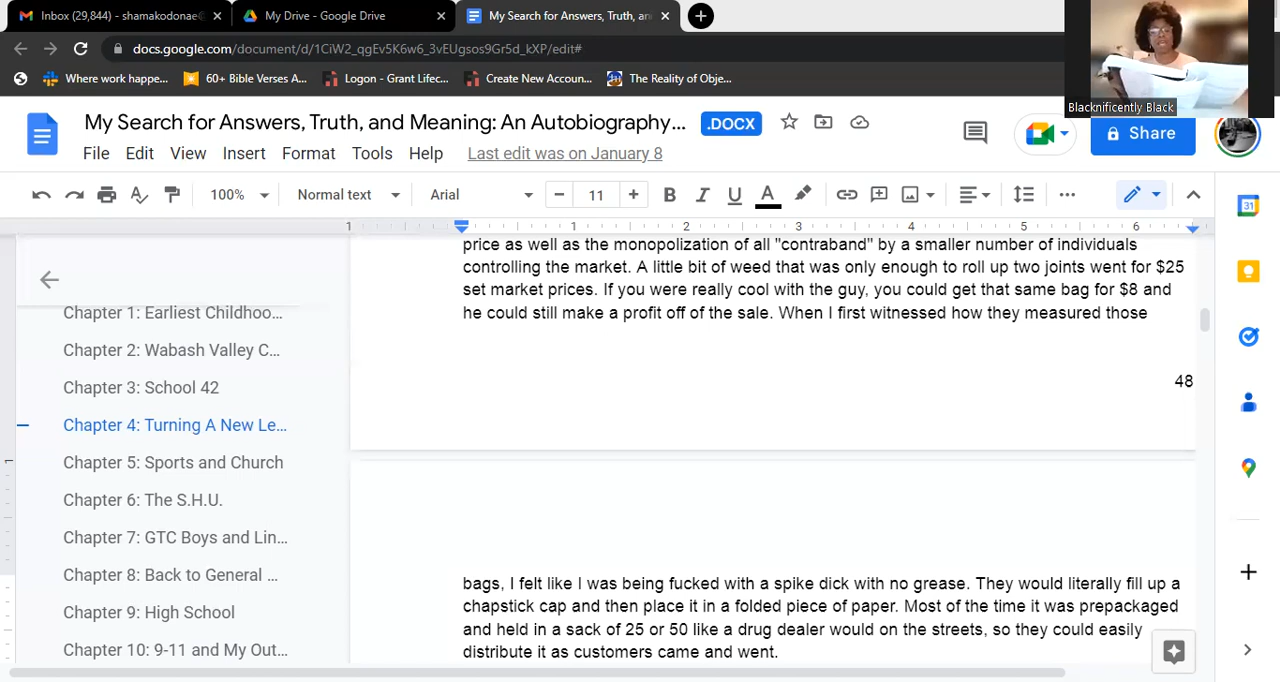 Inbox (29,844) - shamakodonae@
My Drive - Google Drive
My Search for Answers, Truth, an
docs.google.com/document/d/1CiW2_qgEv5K6w6_3vEUgsos9Gr5d_kXP/edit#
Where work happe...
60+ Bible Verses A...
Logon - Grant Lifec...
Create New Accoun...
The Reality of Obje...
Blacknificently Black
My Search for Answers, Truth, and Meaning: An Autobiography...
.DOCX
Share
File Edit View Insert Format Tools Help Last edit was on January 8
100% Normal text Arial 11 B I U A
1 1 2 3 4 5 6
31
Chapter 1: Earliest Childhoo...
Chapter 2: Wabash Valley C...
Chapter 3: School 42
Chapter 4: Turning A New Le...
Chapter 5: Sports and Church
Chapter 6: The S.H.U.
Chapter 7: GTC Boys and Lin...
Chapter 8: Back to General ...
Chapter 9: High School
Chapter 10: 9-11 and My Out...
price as well as the monopolization of all "contraband" by a smaller number of individuals
controlling the market. A little bit of weed that was only enough to roll up two joints went for $25
set market prices. If you were really cool with the guy, you could get that same bag for $8 and
he could still make a profit off of the sale. When I first witnessed how they measured those
48
bags, I felt like I was being fucked with a spike dick with no grease. They would literally fill up a
chapstick cap and then place it in a folded piece of paper. Most of the time it was prepackaged
and held in a sack of 25 or 50 like a drug dealer would on the streets, so they could easily
distribute it as customers came and went.